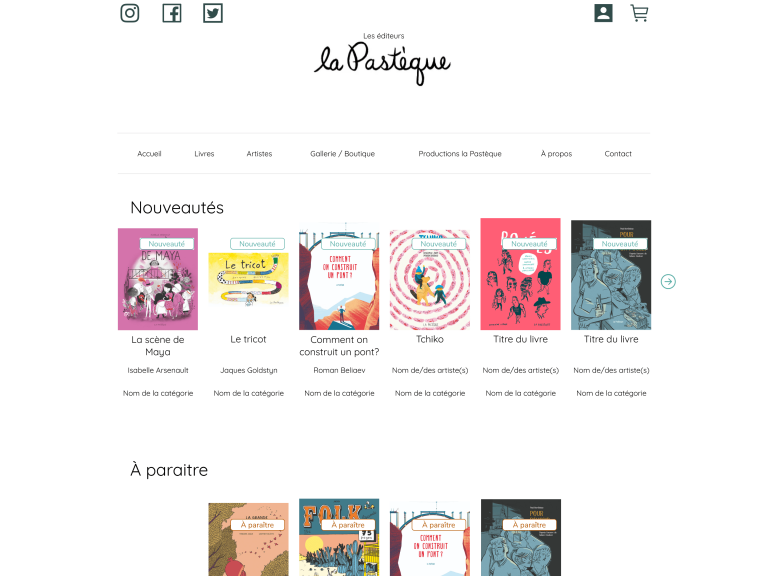 Les éditeurs
la Pastèque
Accueil Livres Artistes Gallerie / Boutique Productions la Pastèque À propos Contact
Nouveautés
Nouveauté Nouveauté Nouveauté Nouveauté Nouveauté Nouveauté
DE MAYA
Le tricot
COMMENT
ON CONSTRUIT
UN PONT ?
POUR
La scène de
Maya
Le tricot
Comment on
construit un pont?
Tchiko
Titre du livre
Titre du livre
Isabelle Arsenault
Jaques Goldstyn
Roman Beliaev
Nom de/des artiste(s)
Nom de/des artiste(s)
Nom de/des artiste(s)
Nom de la catégorie
Nom de la catégorie
Nom de la catégorie
Nom de la catégorie
Nom de la catégorie
Nom de la catégorie
À paraitre
À paraître À paraître À paraître À paraître
LA GRANDE
FOLK
COMMENT
ON CONSTRUIT
UN PONT ?
POUR